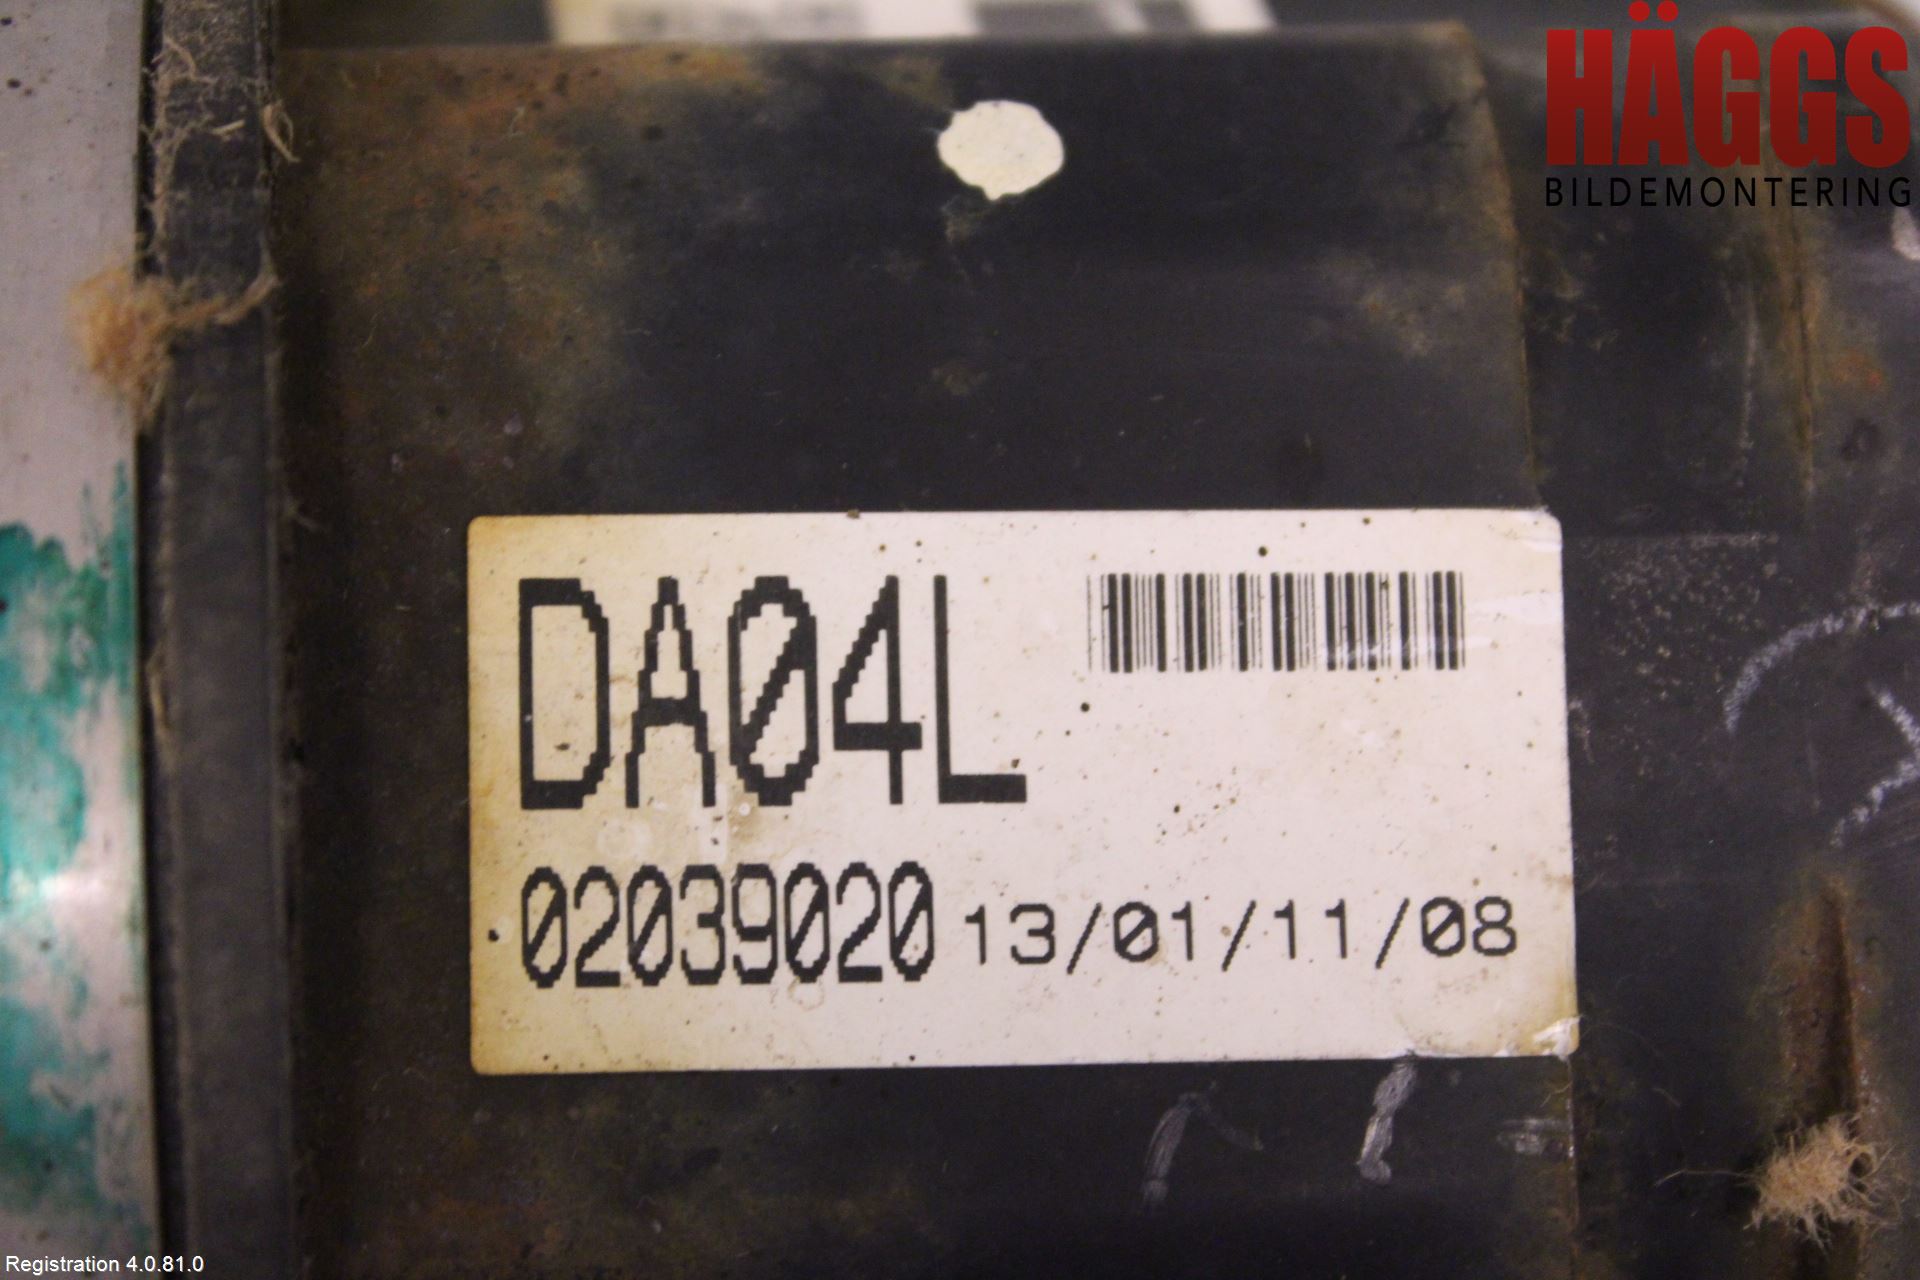 HÄGGS
BILDEMONTERING
DA04L
02039020 13/01/11/08
Registration 4.0.81.0